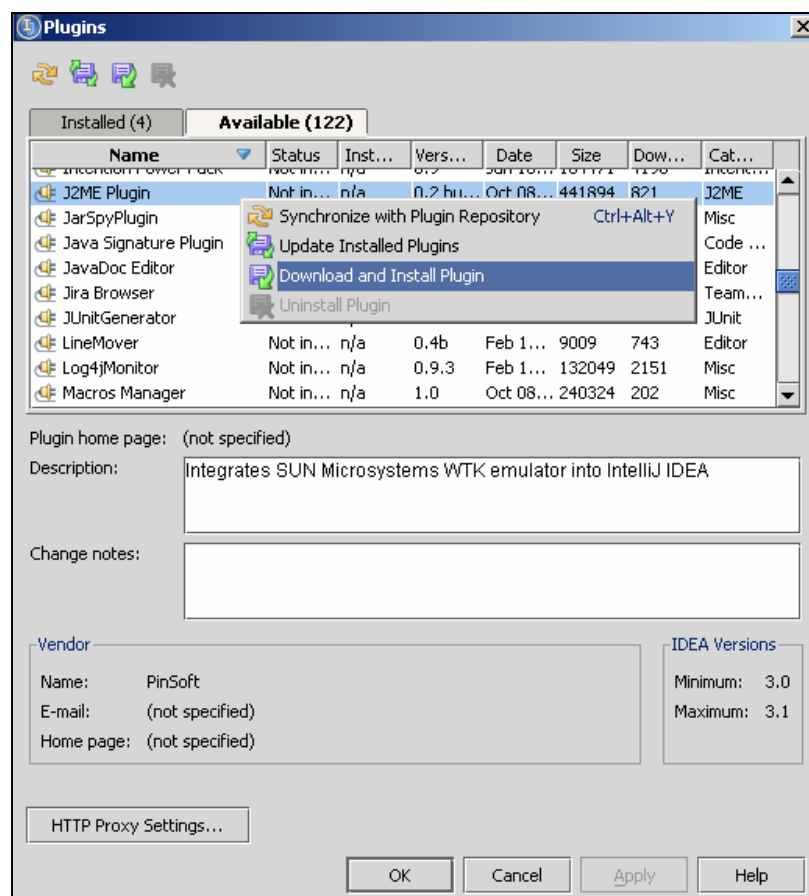 Plugins
Installed (4) Available (122)
Name Status Inst... Vers... Date Size Dow... Cat...
Intention Power Pack n/a
J2ME Plugin Not in... n/a 0.2 bu... Oct 08... 441894 821 J2ME
JarSpyPlugin Misc
Java Signature Plugin Code ...
JavaDoc Editor Editor
Jira Browser Team...
JUnitGenerator JUnit
Synchronize with Plugin Repository Ctrl+Alt+Y
Update Installed Plugins
Download and Install Plugin
Uninstall Plugin
LineMover Not in... n/a 0.4b Feb 1... 9009 743 Editor
Log4jMonitor Not in... n/a 0.9.3 Feb 1... 132049 2151 Misc
Macros Manager Not in... n/a 1.0 Oct 08... 240324 202 Misc
Plugin home page: (not specified)
Description: Integrates SUN Microsystems WTK emulator into IntelliJ IDEA
Change notes:
Vendor
Name: PinSoft
E-mail: (not specified)
Home page: (not specified)
IDEA Versions
Minimum: 3.0
Maximum: 3.1
HTTP Proxy Settings...
OK Cancel Apply Help